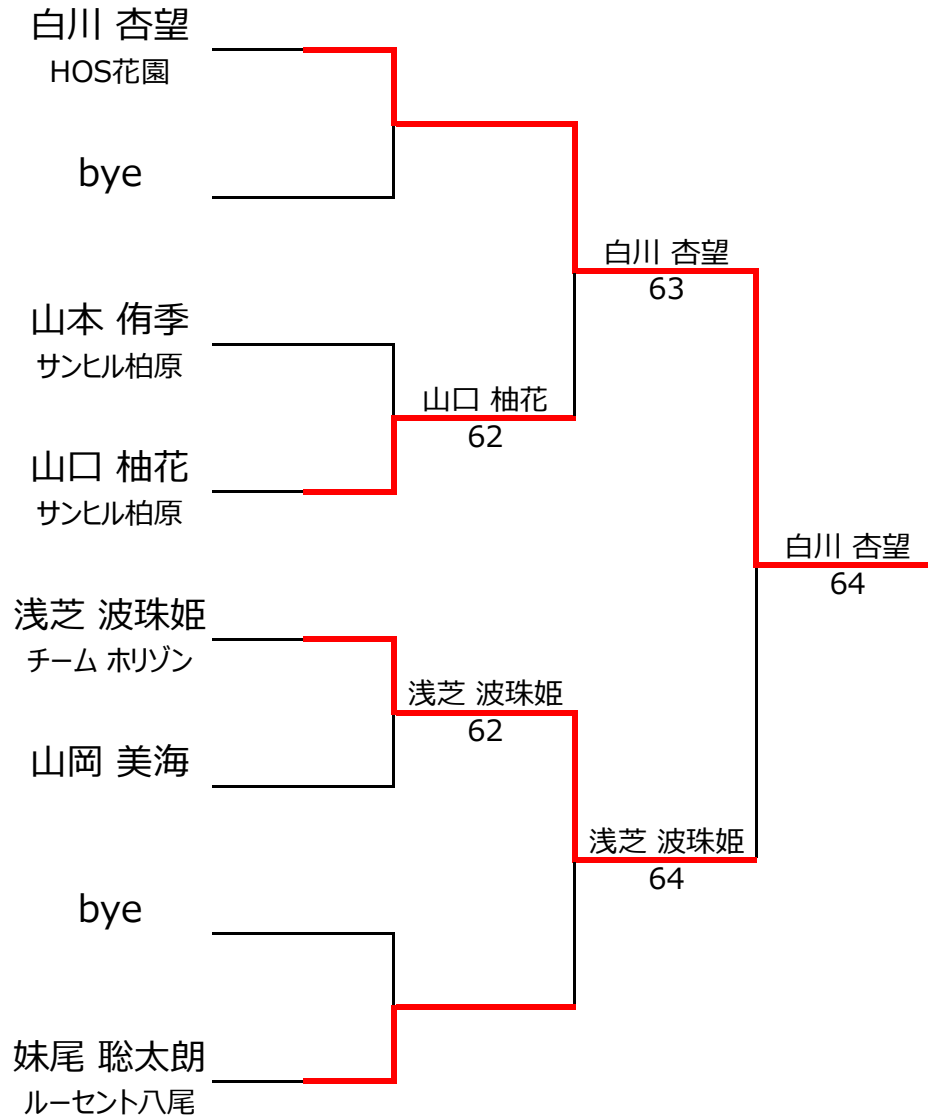 白川 杏望
HOS花園
bye
白川 杏望
63
山本 侑季
サンヒル柏原
山口 柚花
62
山口 柚花
サンヒル柏原
白川 杏望
64
浅芝 波珠姫
チーム ホリゾン
浅芝 波珠姫
62
山岡 美海
浅芝 波珠姫
64
bye
妹尾 聡太朗
ルーセント八尾